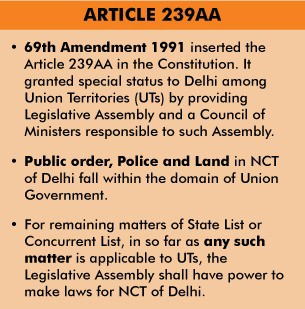 ARTICLE 239AA
• 69th Amendment 1991 inserted the
Article 239AA in the Constitution. It
granted special status to Delhi among
Union Territories (UTs) by providing
Legislative Assembly and a Council of
Ministers responsible to such Assembly.
• Public order, Police and Land in NCT
of Delhi fall within the domain of Union
Government.
• For remaining matters of State List or
Concurrent List, in so far as any such
matter is applicable to UTs, the
Legislative Assembly shall have power to
make laws for NCT of Delhi.